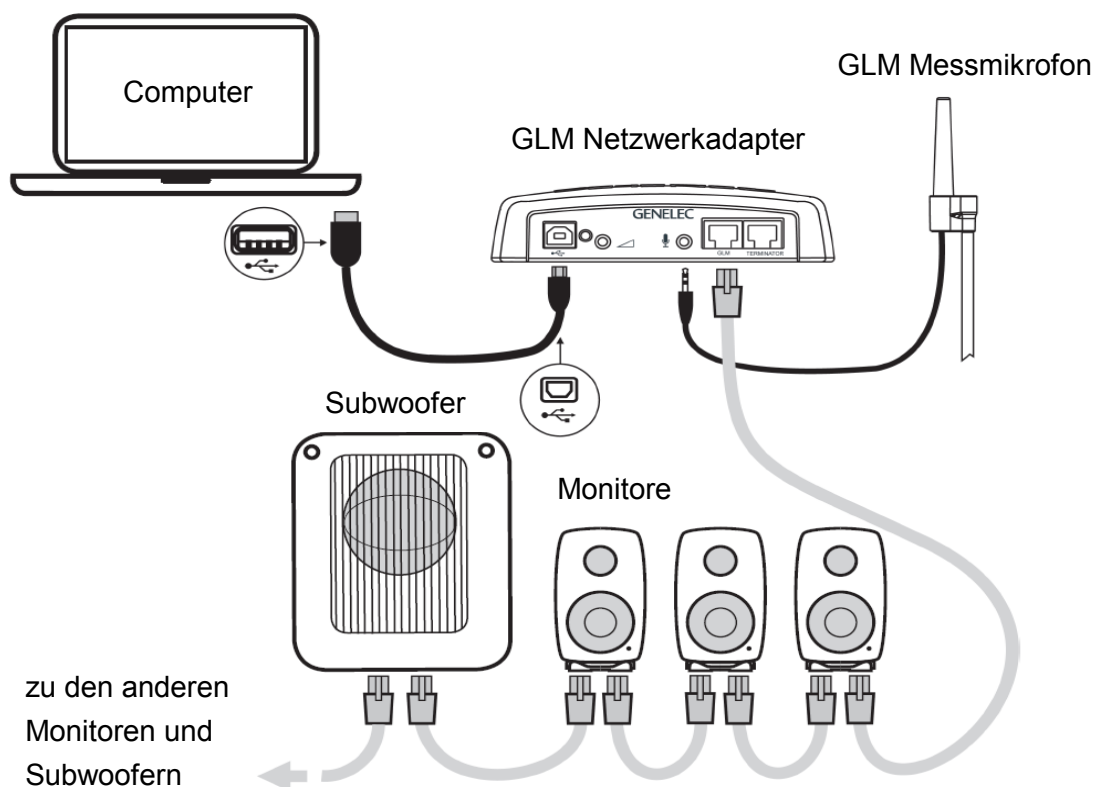 Computer
GLM Messmikrofon
GLM Netzwerkadapter
GENELEC
GLM
TERMINATOR
Subwoofer
Monitore
zu den anderen
Monitoren und
Subwoofern